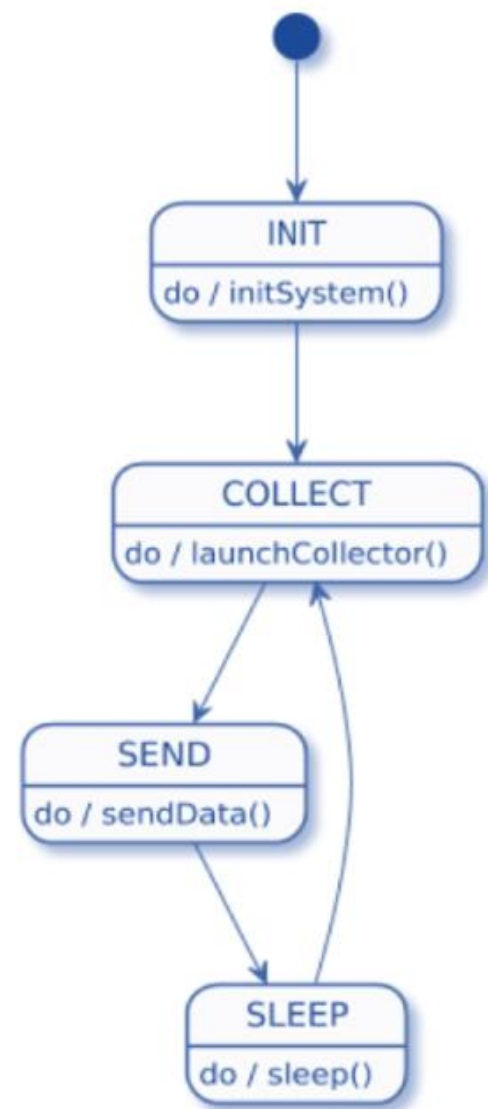 INIT
do / initSystem()
COLLECT
do / launchCollector()
SEND
do / sendData()
SLEEP
do / sleep()